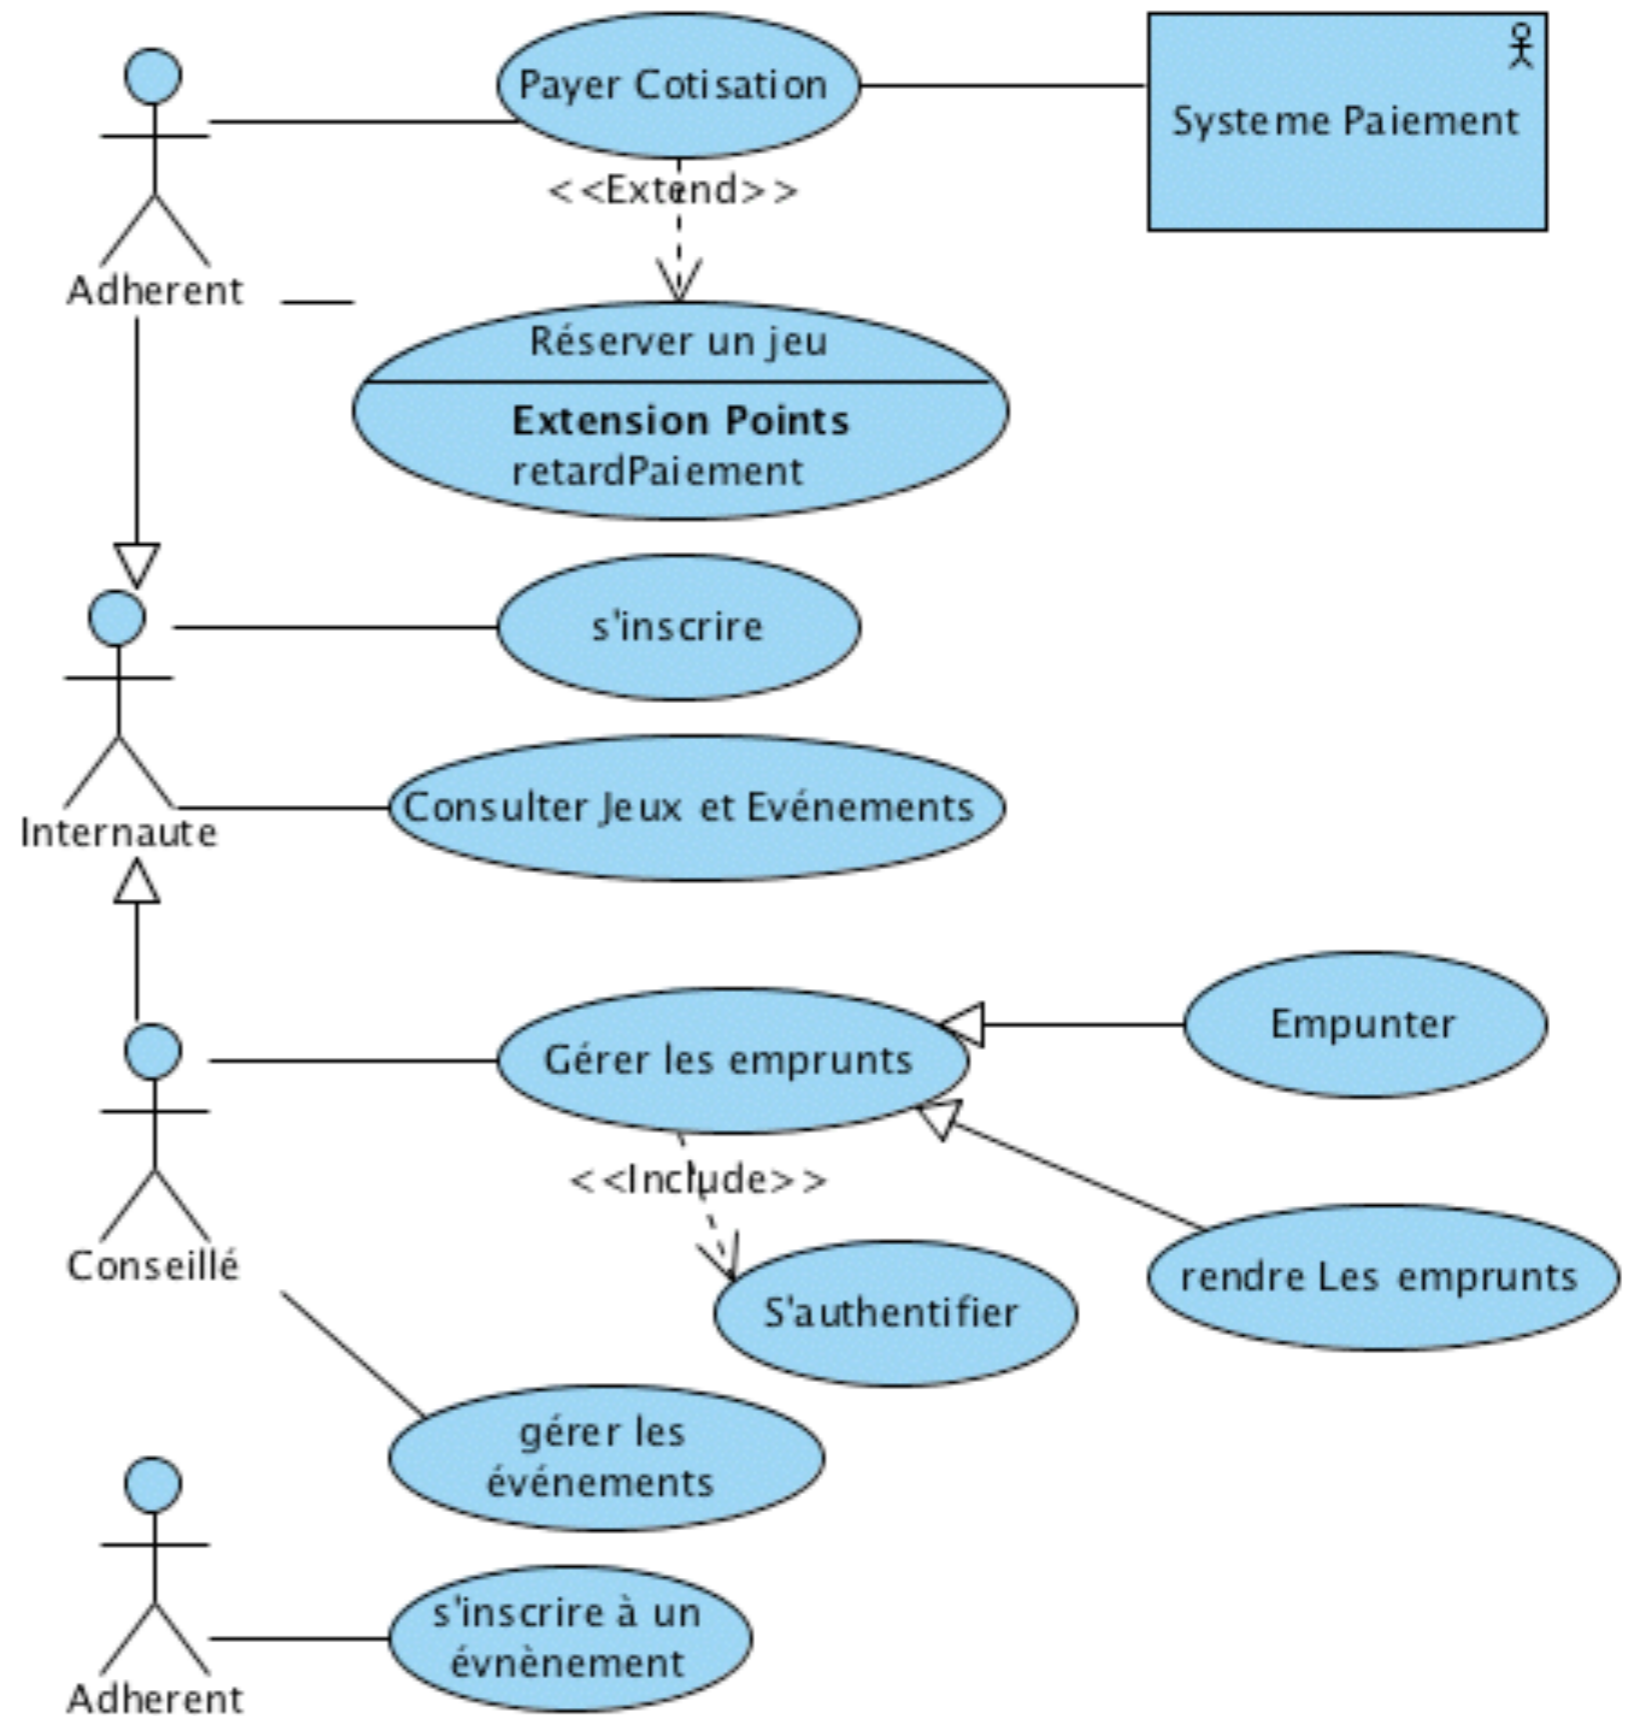 Payer Cotisation
Systeme Paiement
<<Extend>>
Adherent
Réserver un jeu
Extension Points
retardPaiement
s'inscrire
Consulter Jeux et Evénements
Internaute
Empunter
Gérer les emprunts
<<Include>>
Conseillé
rendre Les emprunts
S'authentifier
gérer les
événements
s'inscrire à un
évnènement
Adherent